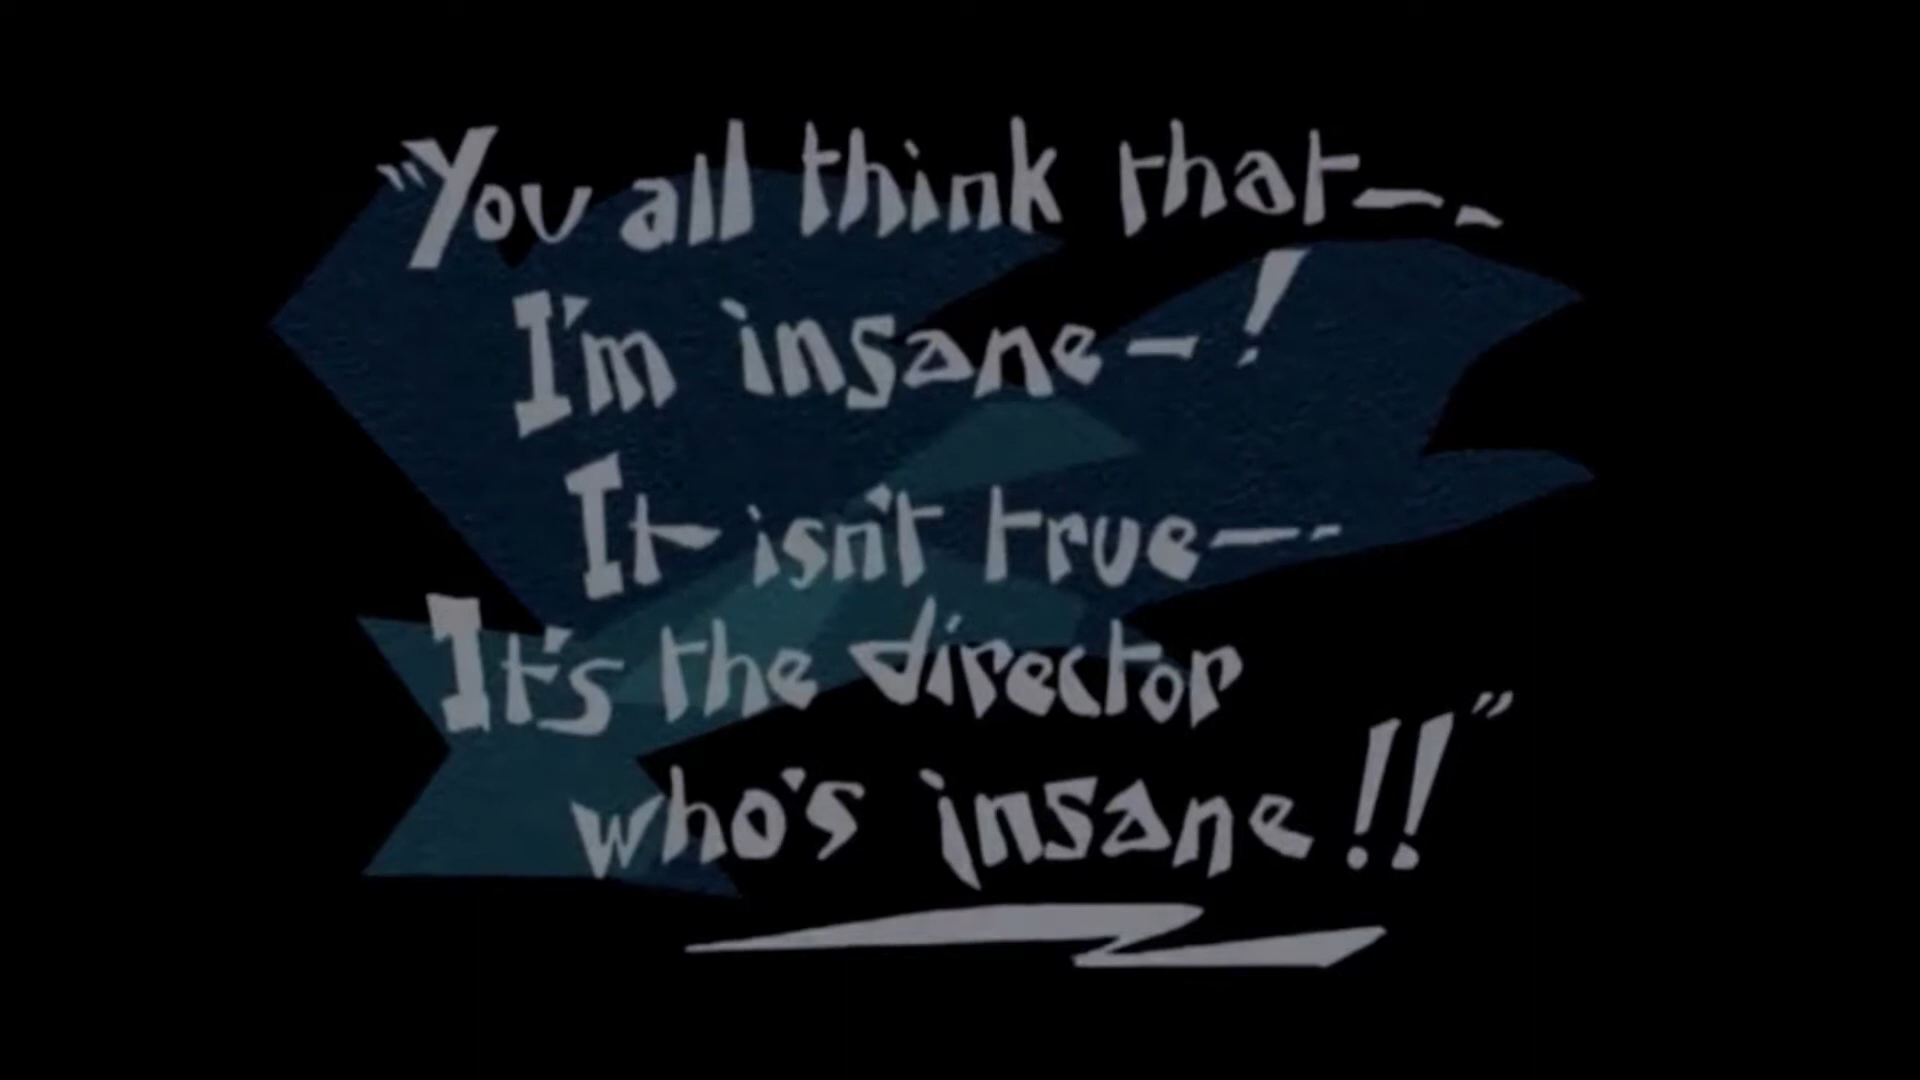 "You all think that—-
I'm insane—!
It isn't true—-
It's the director
who's insane!!"